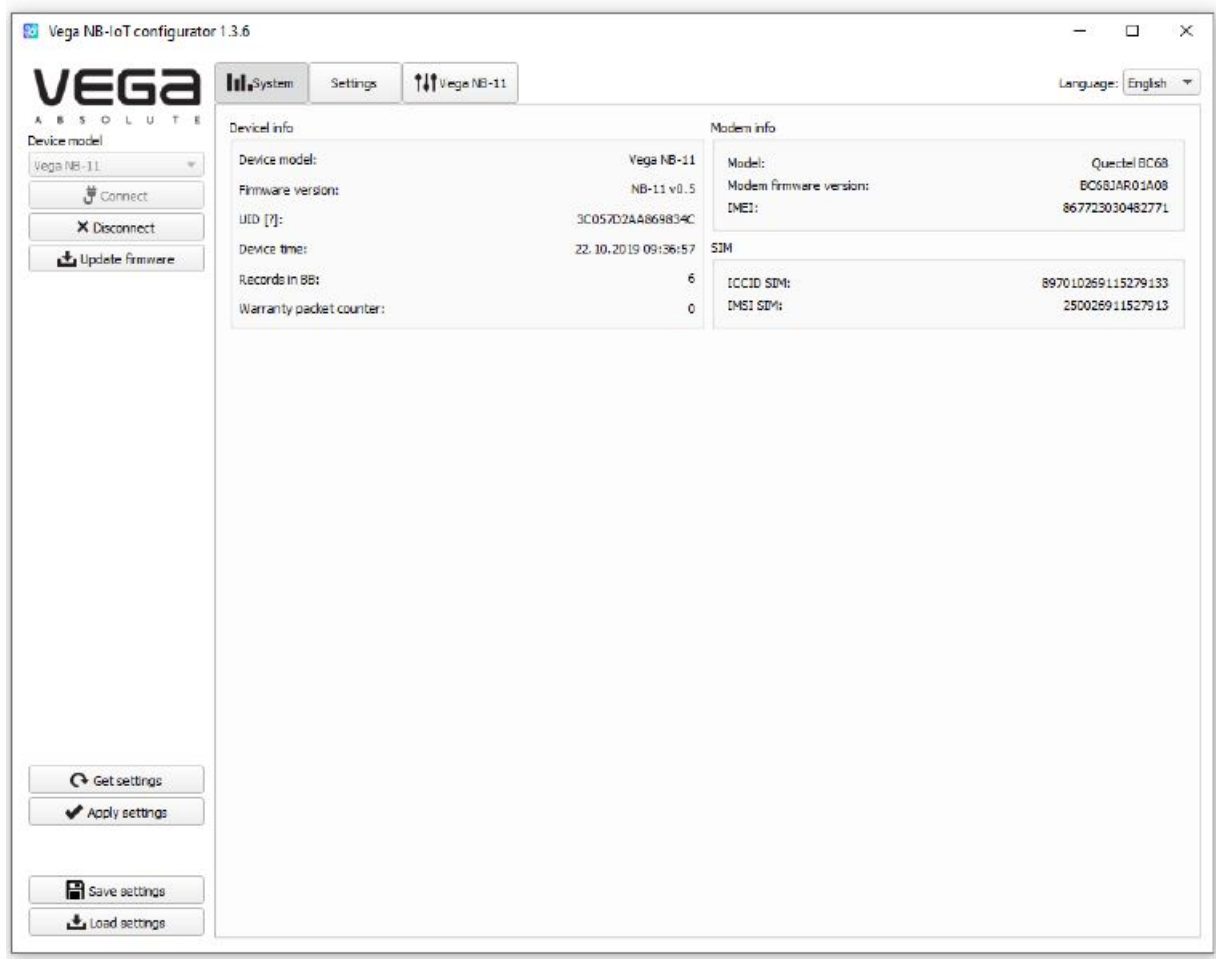 Vega NB-IoT configurator 1.3.6
VEGA
ABSOLUTE
System
Settings
Vega NB-11
Language: English
Device model
Vega NB-11
Connect
Disconnect
Update firmware
Get settings
Apply settings
Save settings
Load settings
Devicel info
Device model: Vega NB-11
Firmware version: NB-11 v0.5
UID [?]: 3C057D2AA869834C
Device time: 22.10.2019 09:36:57
Records in BB: 6
Warranty packet counter: 0
Modem info
Model: Quectel BC68
Modem firmware version: BC68JAR01A08
IMEI: 867723030482771
SIM
ICCID SIM: 897010269115279133
IMSI SIM: 250026911527913